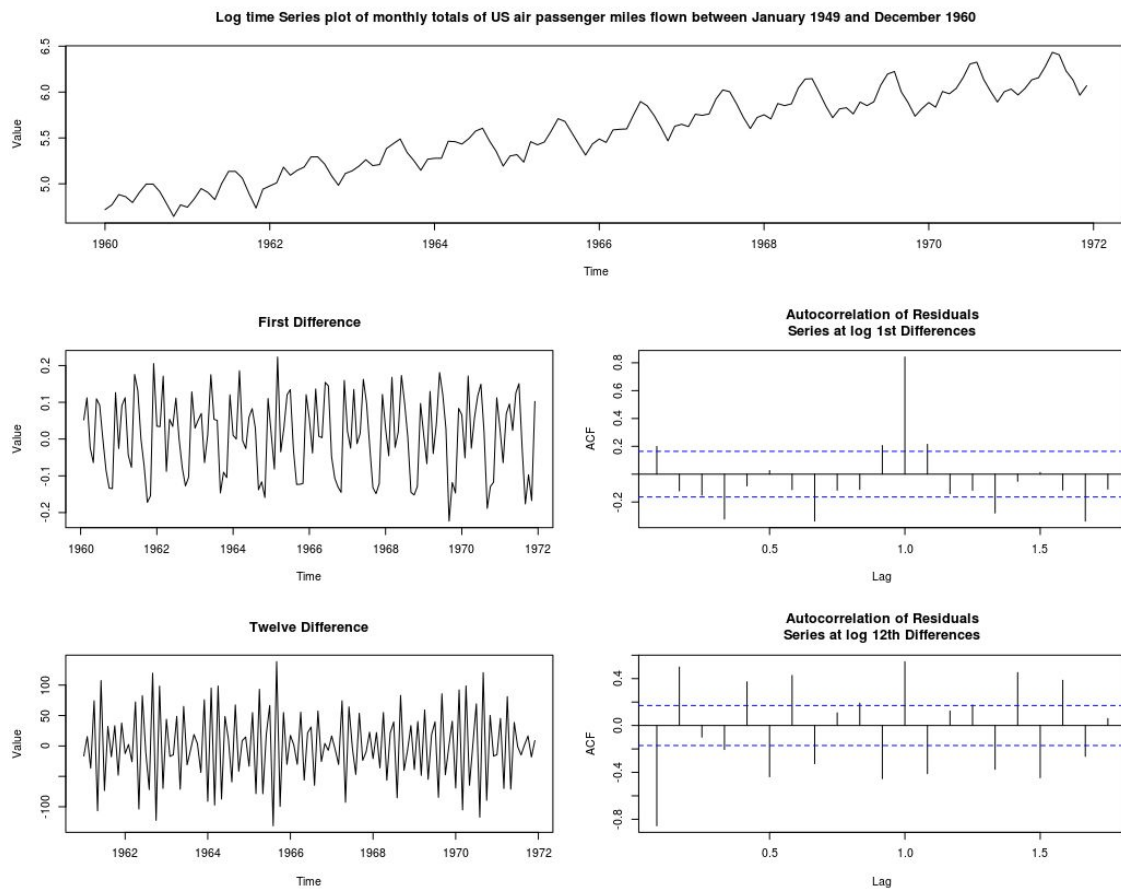 Log time Series plot of monthly totals of US air passenger miles flown between January 1949 and December 1960
Value
5.0 5.5 6.0 6.5
1960 1962 1964 1966 1968 1970 1972
Time
First Difference
Value
-0.2 -0.1 0.0 0.1 0.2
1960 1962 1964 1966 1968 1970 1972
Time
Autocorrelation of Residuals
Series at log 1st Differences
ACF
-0.2 0.2 0.4 0.6 0.8
0.5 1.0 1.5
Lag
Twelve Difference
Value
-100 0 50 100
1962 1964 1966 1968 1970 1972
Time
Autocorrelation of Residuals
Series at log 12th Differences
ACF
-0.8 -0.4 0.0 0.4
0.5 1.0 1.5
Lag